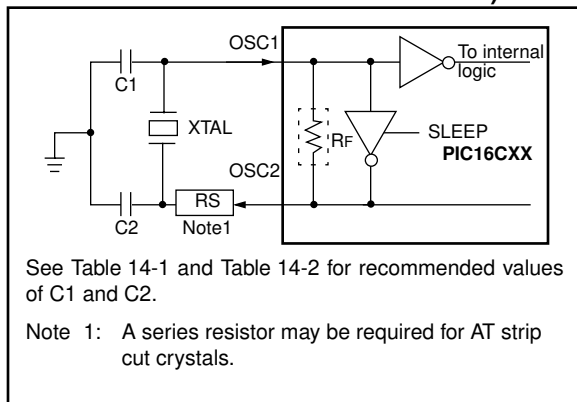 OSC1
To internal
logic
C1
XTAL
RF
SLEEP
PIC16CXX
OSC2
RS
C2
Note1
See Table 14-1 and Table 14-2 for recommended values
of C1 and C2.
Note 1: A series resistor may be required for AT strip
cut crystals.